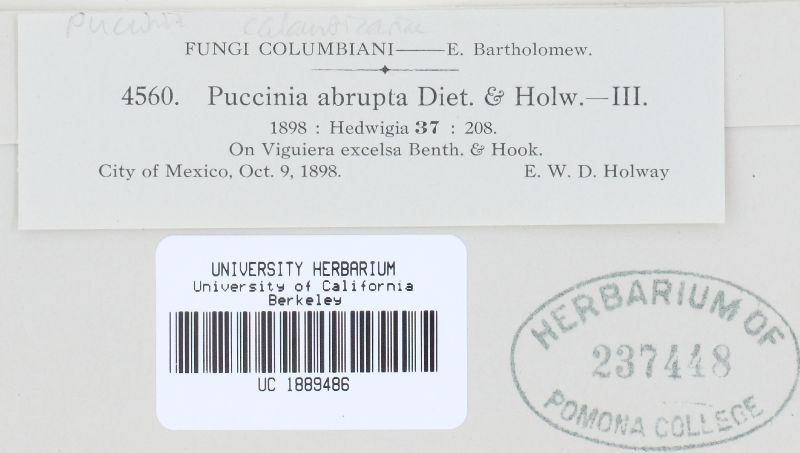 FUNGI COLUMBIANI——E. Bartholomew.
4560. Puccinia abrupta Diet. & Holw.—III.
1898 : Hedwigia 37 : 208.
On Viguiera excelsa Benth. & Hook.
City of Mexico, Oct. 9, 1898. E. W. D. Holway
UNIVERSITY HERBARIUM
University of California
Berkeley
UC 1889486
HERBARIUM OF
237448
POMONA COLLEGE